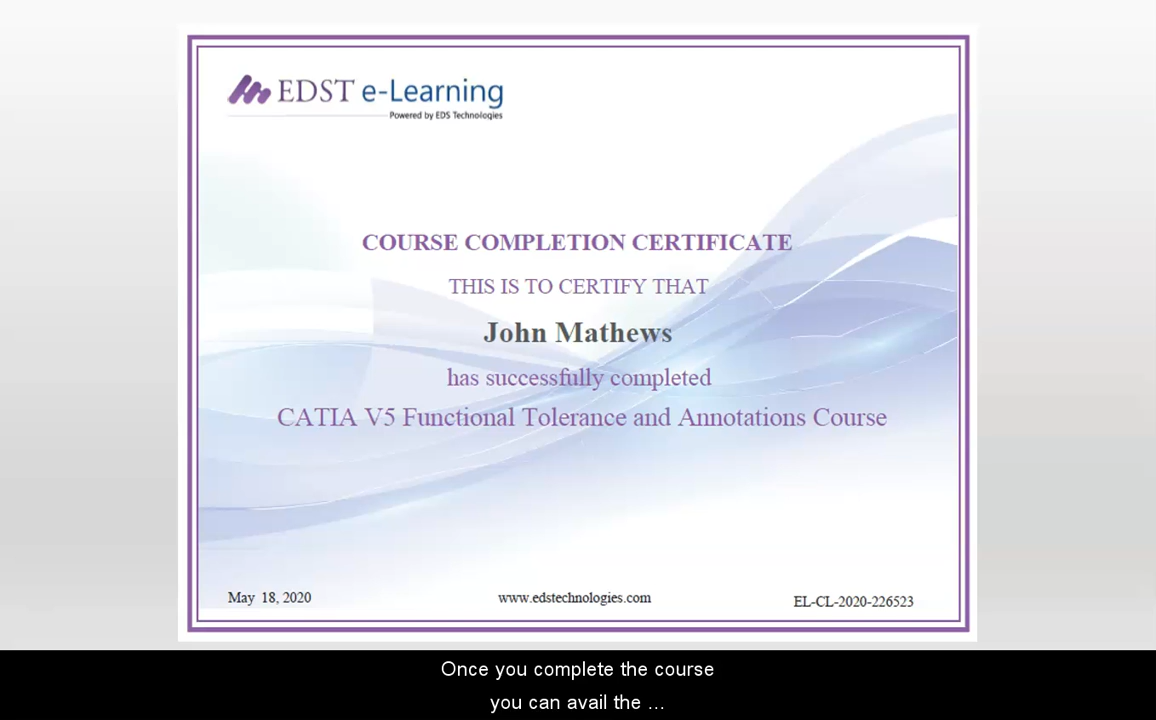 EDST e-Learning
Powered by EDS Technologies
COURSE COMPLETION CERTIFICATE
THIS IS TO CERTIFY THAT
John Mathews
has successfully completed
CATIA V5 Functional Tolerance and Annotations Course
May 18, 2020
www.edstechnologies.com
EL-CL-2020-226523
Once you complete the course
you can avail the ...